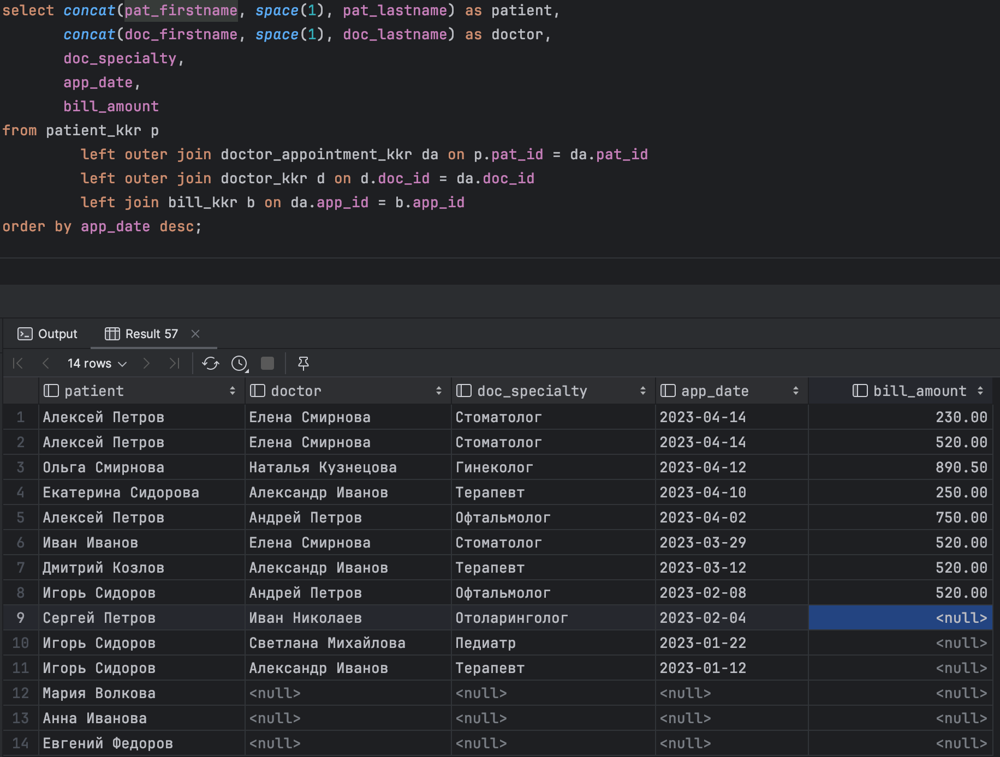 select concat(pat_firstname, space(1), pat_lastname) as patient,
concat(doc_firstname, space(1), doc_lastname) as doctor,
doc_specialty,
app_date,
bill_amount
from patient_kkr p
left outer join doctor_appointment_kkr da on p.pat_id = da.pat_id
left outer join doctor_kkr d on d.doc_id = da.doc_id
left join bill_kkr b on da.app_id = b.app_id
order by app_date desc;
Output Result 57
14 rows
patient doctor doc_specialty app_date bill_amount
1 Алексей Петров Елена Смирнова Стоматолог 2023-04-14 230.00
2 Алексей Петров Елена Смирнова Стоматолог 2023-04-14 520.00
3 Ольга Смирнова Наталья Кузнецова Гинеколог 2023-04-12 890.50
4 Екатерина Сидорова Александр Иванов Терапевт 2023-04-10 250.00
5 Алексей Петров Андрей Петров Офтальмолог 2023-04-02 750.00
6 Иван Иванов Елена Смирнова Стоматолог 2023-03-29 520.00
7 Дмитрий Козлов Александр Иванов Терапевт 2023-03-12 520.00
8 Игорь Сидоров Андрей Петров Офтальмолог 2023-02-08 520.00
9 Сергей Петров Иван Николаев Отоларинголог 2023-02-04 <null>
10 Игорь Сидоров Светлана Михайлова Педиатр 2023-01-22 <null>
11 Игорь Сидоров Александр Иванов Терапевт 2023-01-12 <null>
12 Мария Волкова <null> <null> <null> <null>
13 Анна Иванова <null> <null> <null> <null>
14 Евгений Федоров <null> <null> <null> <null>